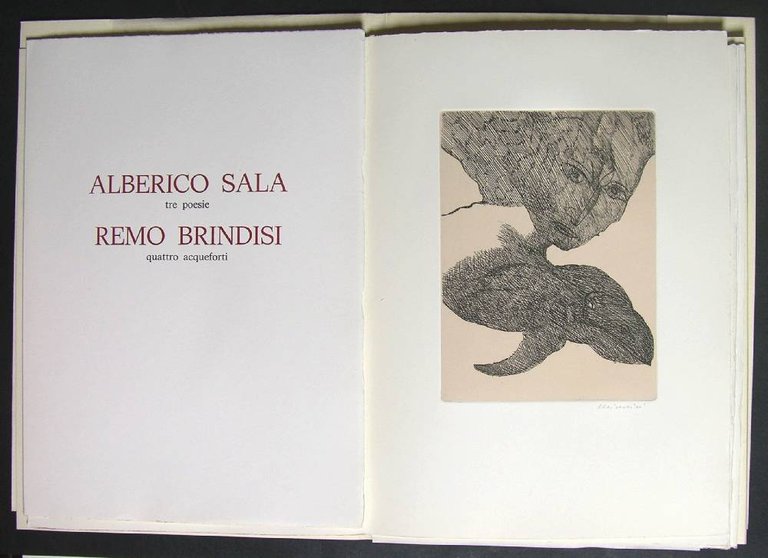 ALBERICO SALA
tre poesie
REMO BRINDISI
quattro acqueforti